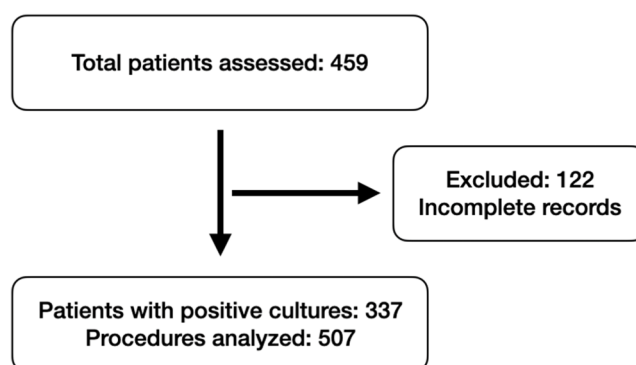 Total patients assessed: 459
Excluded: 122
Incomplete records
Patients with positive cultures: 337
Procedures analyzed: 507